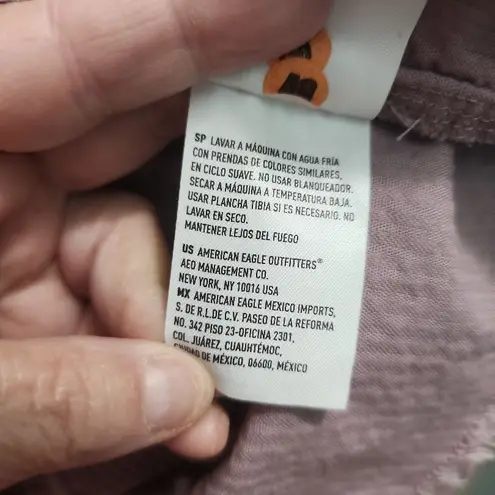 SP LAVAR A MÁQUINA CON AGUA FRÍA
CON PRENDAS DE COLORES SIMILARES,
EN CICLO SUAVE. NO USAR BLANQUEADOR.
SECAR A MÁQUINA A TEMPERATURA BAJA.
USAR PLANCHA TIBIA SI ES NECESARIO. NO
LAVAR EN SECO.
MANTENER LEJOS DEL FUEGO
US AMERICAN EAGLE OUTFITTERS®
AEO MANAGEMENT CO.
NEW YORK, NY 10016 USA
MX AMERICAN EAGLE MEXICO IMPORTS,
S. DE R.L.DE C.V. PASEO DE LA REFORMA
NO. 342 PISO 23-OFICINA 2301,
COL. JUÁREZ, CUAUHTÉMOC,
CIUDAD DE MÉXICO, 06600, MÉXICO